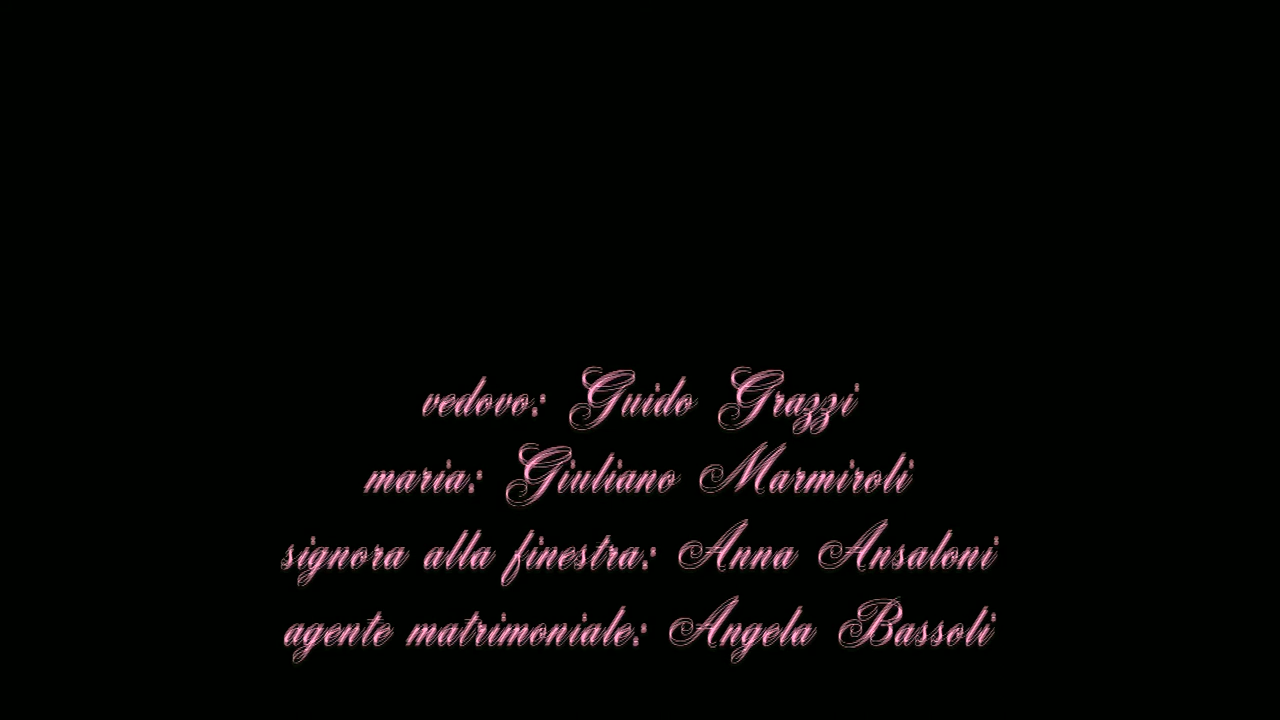 vedovo: Guido Grazzi
maria: Giuliano Marmiroli
signora alla finestra: Anna Ansaloni
agente matrimoniale: Angela Bassoli